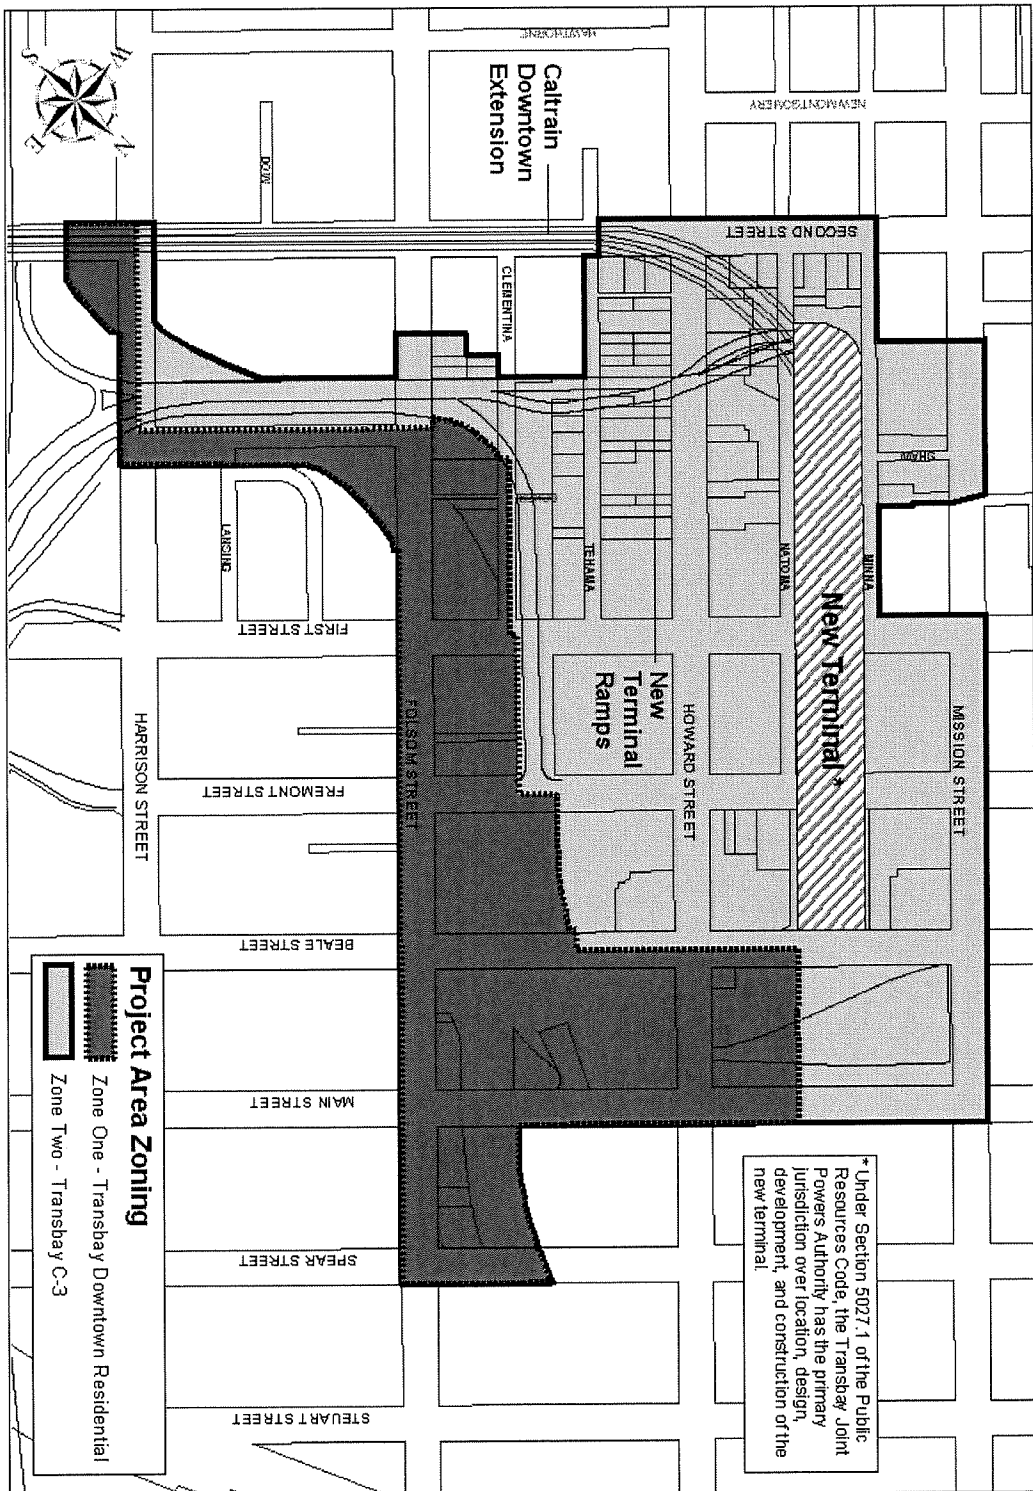 MISSION STREET
SHAW
MINNA
New Terminal *
NATOMA
NEW MONTGOMERY
SECOND STREET
* Under Section 5027.1 of the Public
Resources Code, the Transbay Joint
Powers Authority has the primary
jurisdiction over location, design,
development, and construction of the
new terminal.
HOWARD STREET
New
Terminal
Ramps
TEHAMA
HAWTHORNE
Caltrain
Downtown
Extension
CLEMENTINA
FOLSOM STREET
DOW
LANSING
FIRST STREET
FREMONT STREET
BEALE STREET
MAIN STREET
SPEAR STREET
STEUART STREET
HARRISON STREET
Project Area Zoning
Zone One - Transbay Downtown Residential
Zone Two - Transbay C-3
N
E
S
W